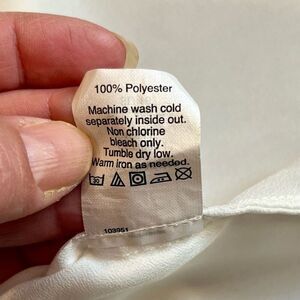 100% Polyester
Machine wash cold
separately inside out.
Non chlorine
bleach only.
Tumble dry low.
Warm iron as needed.
30
103951